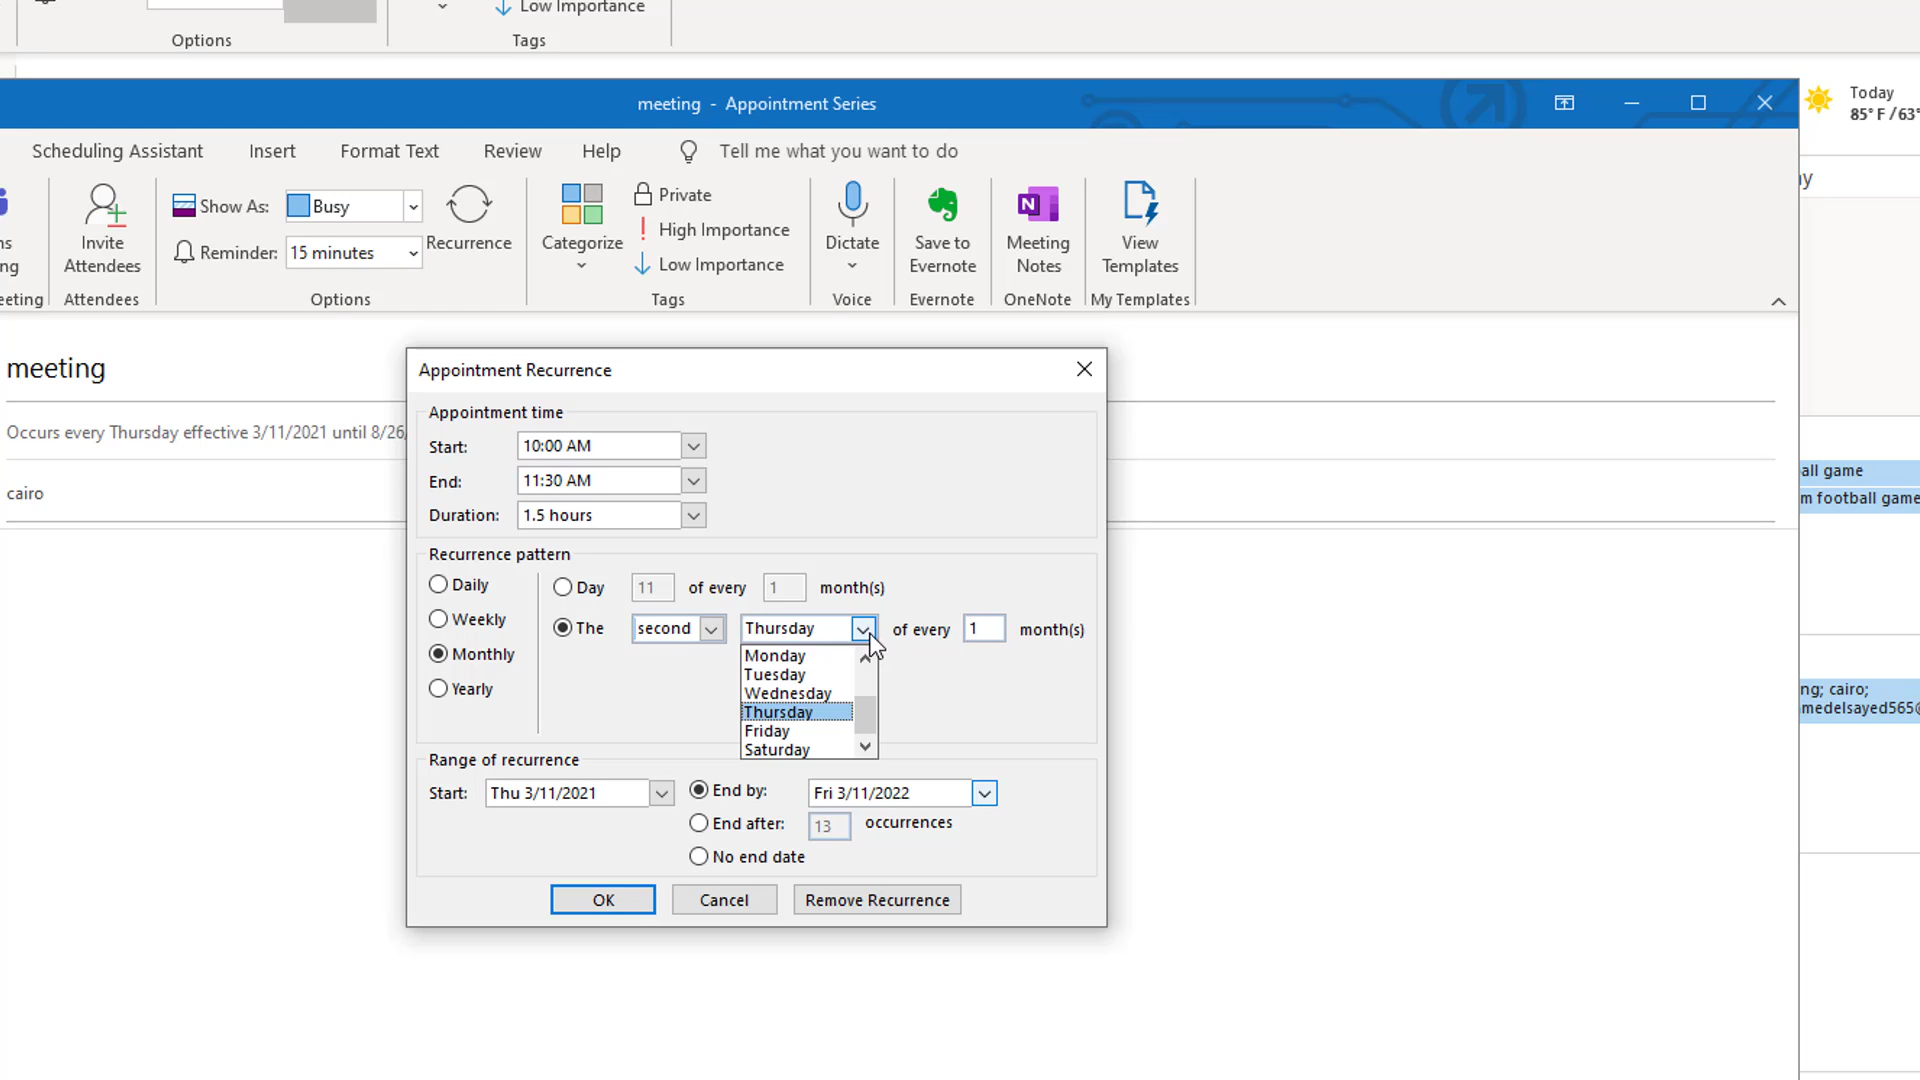 Low Importance
Options
Tags
meeting - Appointment Series
Today
85° F / 63°
Scheduling Assistant Insert Format Text Review Help Tell me what you want to do
Show As: Busy
Private
High Importance
Low Importance
Invite
Attendees
Reminder: 15 minutes
Recurrence
Categorize
Dictate
Save to
Evernote
Meeting
Notes
View
Templates
Attendees Options Tags Voice Evernote OneNote My Templates
meeting
Occurs every Thursday effective 3/11/2021 until 8/26/
cairo
Appointment Recurrence
Appointment time
Start: 10:00 AM
End: 11:30 AM
Duration: 1.5 hours
Recurrence pattern
Daily
Weekly
Monthly
Yearly
Day 11 of every 1 month(s)
The second Thursday of every 1 month(s)
Monday
Tuesday
Wednesday
Thursday
Friday
Saturday
Range of recurrence
Start: Thu 3/11/2021
End by: Fri 3/11/2022
End after: 13 occurrences
No end date
OK Cancel Remove Recurrence
all game
m football game
ng; cairo;
medelsayed565@